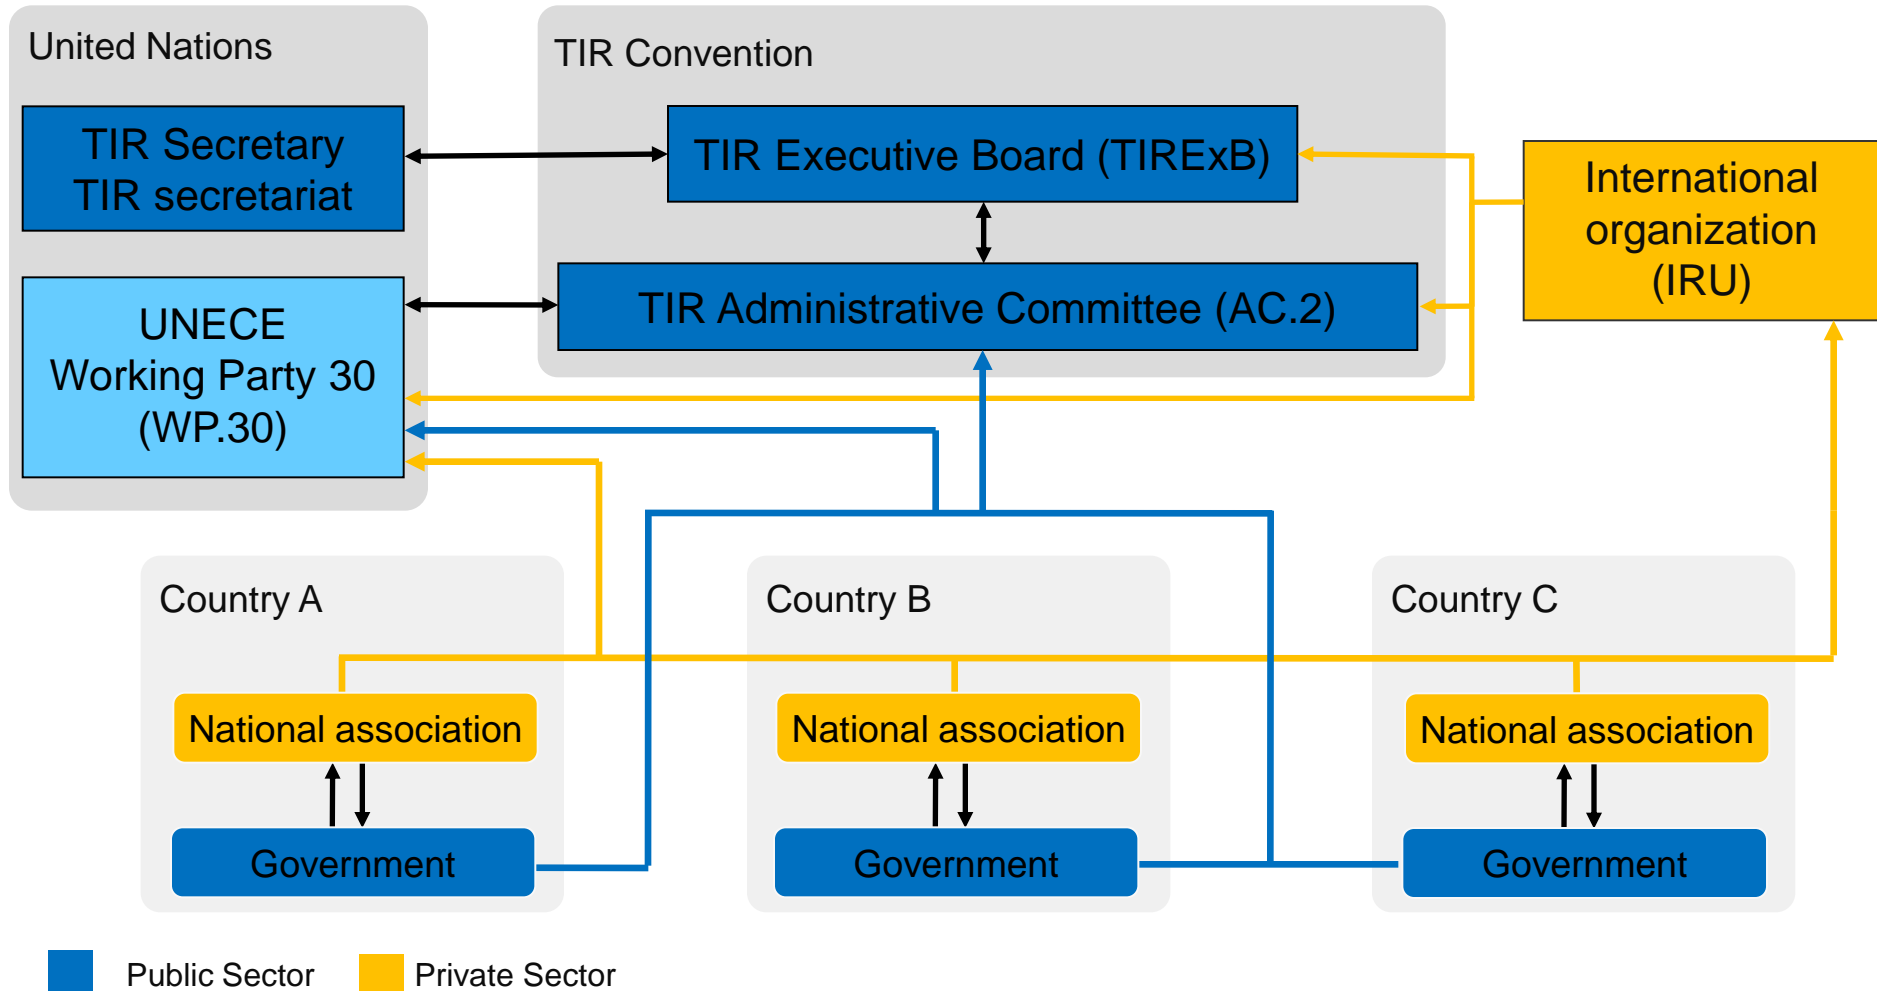 United Nations
TIR Secretary
TIR secretariat
UNECE
Working Party 30
(WP.30)
TIR Convention
TIR Executive Board (TIRExB)
TIR Administrative Committee (AC.2)
International
organization
(IRU)
Country A
National association
Government
Country B
National association
Government
Country C
National association
Government
Public Sector
Private Sector